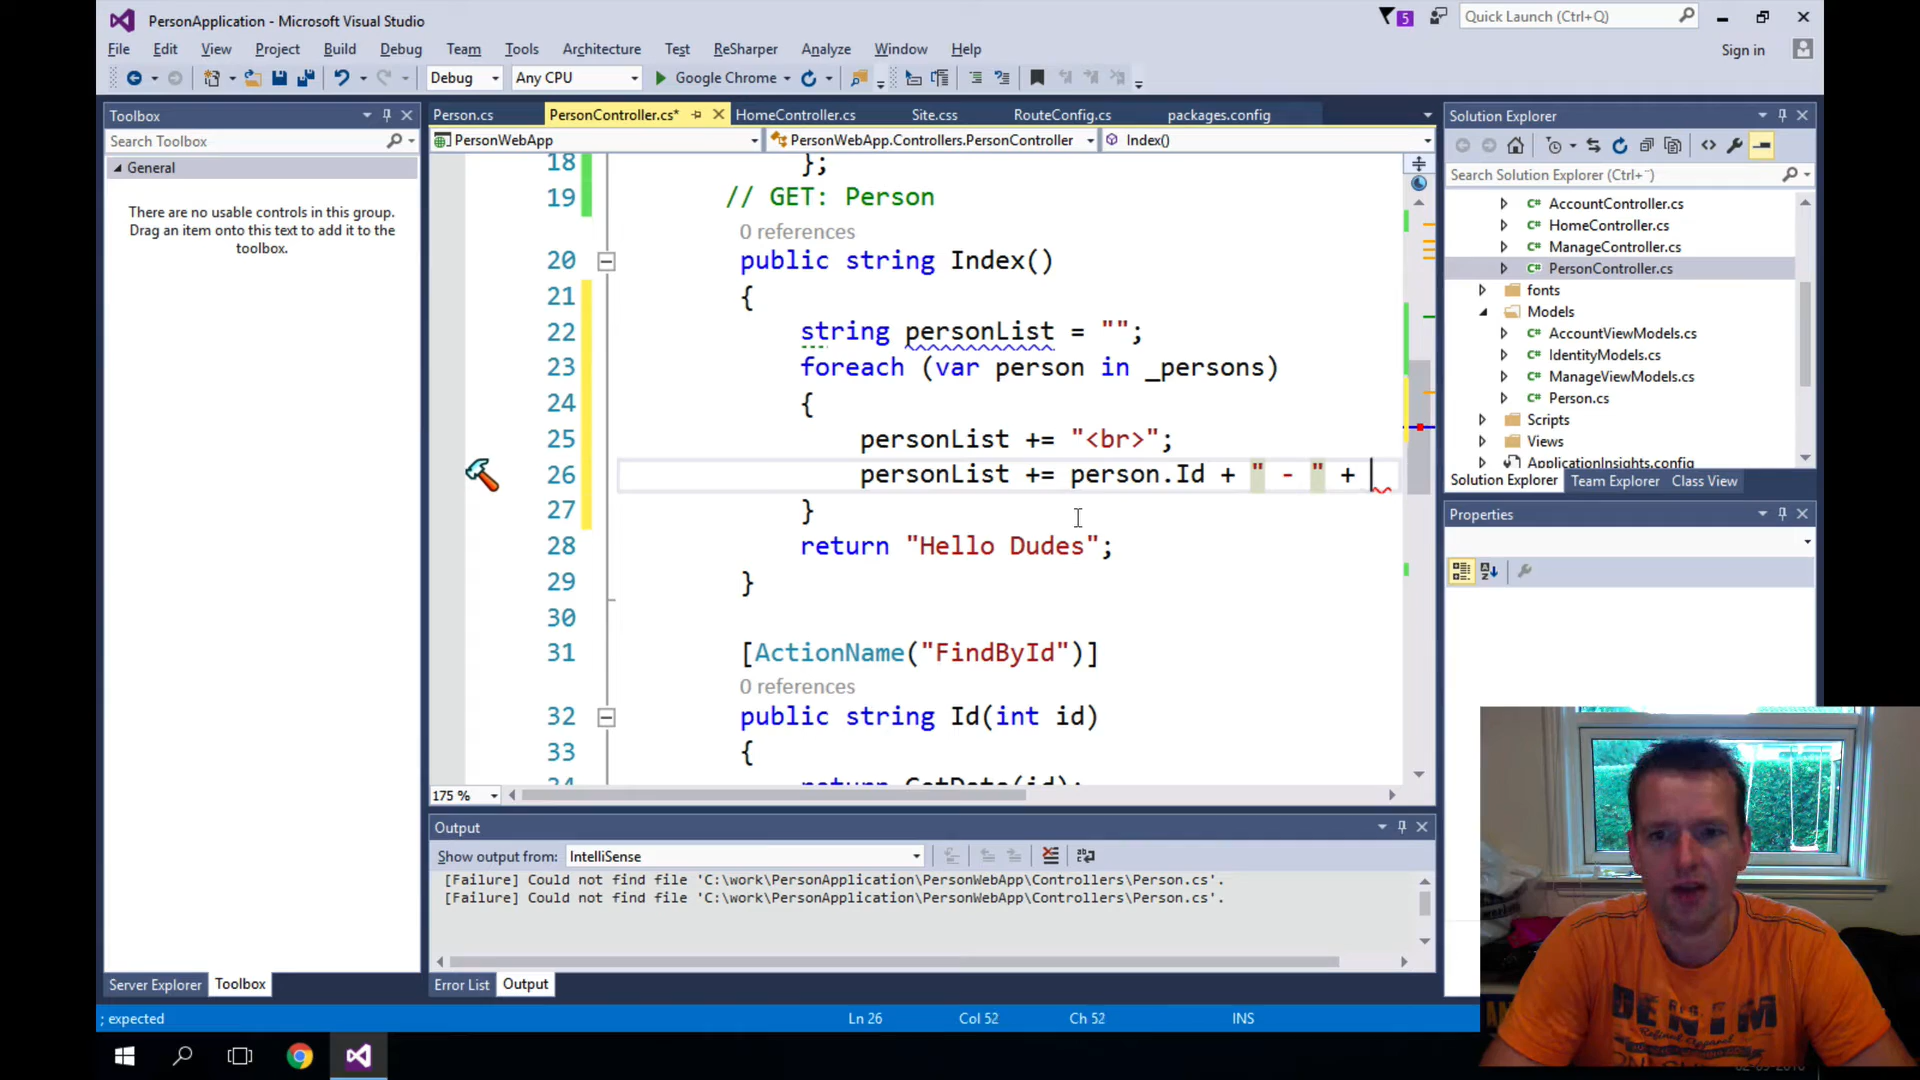 PersonApplication - Microsoft Visual Studio
5
Quick Launch (Ctrl+Q)
File Edit View Project Build Debug Team Tools Architecture Test ReSharper Analyze Window Help
Sign in
Debug Any CPU Google Chrome
Toolbox
Search Toolbox
General
There are no usable controls in this group.
Drag an item onto this text to add it to the
toolbox.
Person.cs PersonController.cs* HomeController.cs Site.css RouteConfig.cs packages.config
PersonWebApp PersonWebApp.Controllers.PersonController Index()
18 };
19 // GET: Person
0 references
20 public string Index()
21 {
22 string personList = "";
23 foreach (var person in _persons)
24 {
25 personList += "<br>";
26 personList += person.Id + " - " +
27 }
28 return "Hello Dudes";
29 }
30
31 [ActionName("FindById")]
0 references
32 public string Id(int id)
33 {
175 %
Output
Show output from: IntelliSense
[Failure] Could not find file 'C:\work\PersonApplication\PersonWebApp\Controllers\Person.cs'.
[Failure] Could not find file 'C:\work\PersonApplication\PersonWebApp\Controllers\Person.cs'.
Server Explorer Toolbox
Error List Output
Solution Explorer
Search Solution Explorer (Ctrl+¨)
C# AccountController.cs
C# HomeController.cs
C# ManageController.cs
C# PersonController.cs
fonts
Models
C# AccountViewModels.cs
C# IdentityModels.cs
C# ManageViewModels.cs
C# Person.cs
Scripts
Views
ApplicationInsights.config
Solution Explorer Team Explorer Class View
Properties
; expected Ln 26 Col 52 Ch 52 INS
DENIM